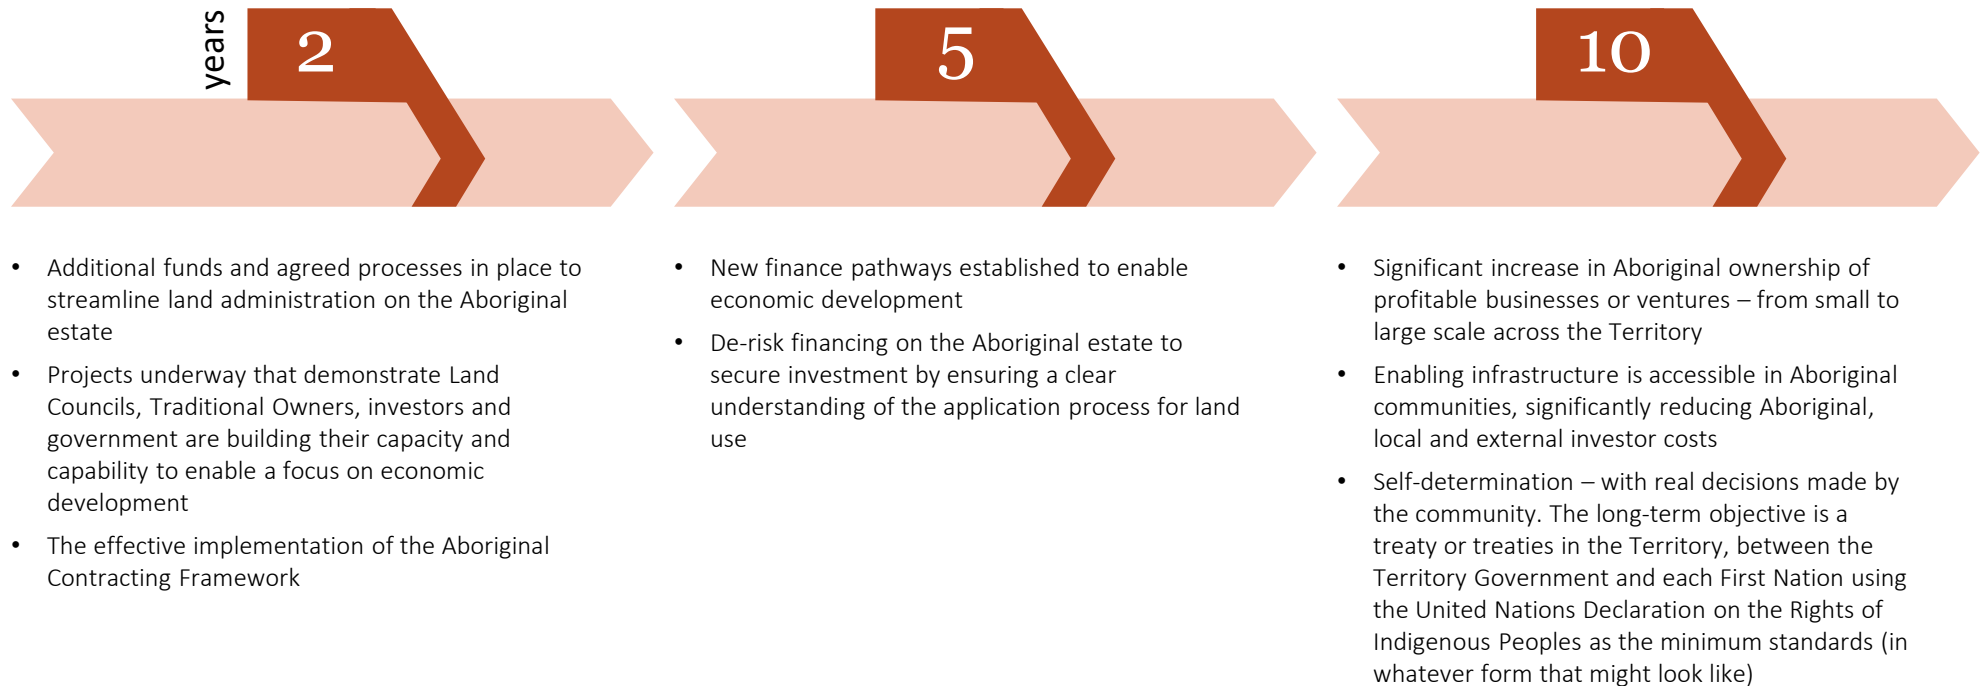 years
2
5
10
• Additional funds and agreed processes in place to
streamline land administration on the Aboriginal
estate
• Projects underway that demonstrate Land
Councils, Traditional Owners, investors and
government are building their capacity and
capability to enable a focus on economic
development
• The effective implementation of the Aboriginal
Contracting Framework
• New finance pathways established to enable
economic development
• De-risk financing on the Aboriginal estate to
secure investment by ensuring a clear
understanding of the application process for land
use
• Significant increase in Aboriginal ownership of
profitable businesses or ventures – from small to
large scale across the Territory
• Enabling infrastructure is accessible in Aboriginal
communities, significantly reducing Aboriginal,
local and external investor costs
• Self-determination – with real decisions made by
the community. The long-term objective is a
treaty or treaties in the Territory, between the
Territory Government and each First Nation using
the United Nations Declaration on the Rights of
Indigenous Peoples as the minimum standards (in
whatever form that might look like)